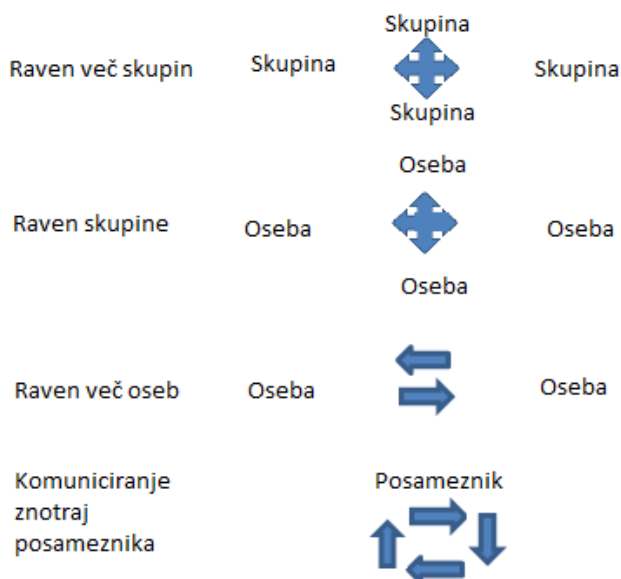 Skupina
Raven več skupin Skupina Skupina
Skupina
Oseba
Raven skupine Oseba Oseba
Oseba
Raven več oseb Oseba Oseba
Komuniciranje Posameznik
znotraj
posameznika